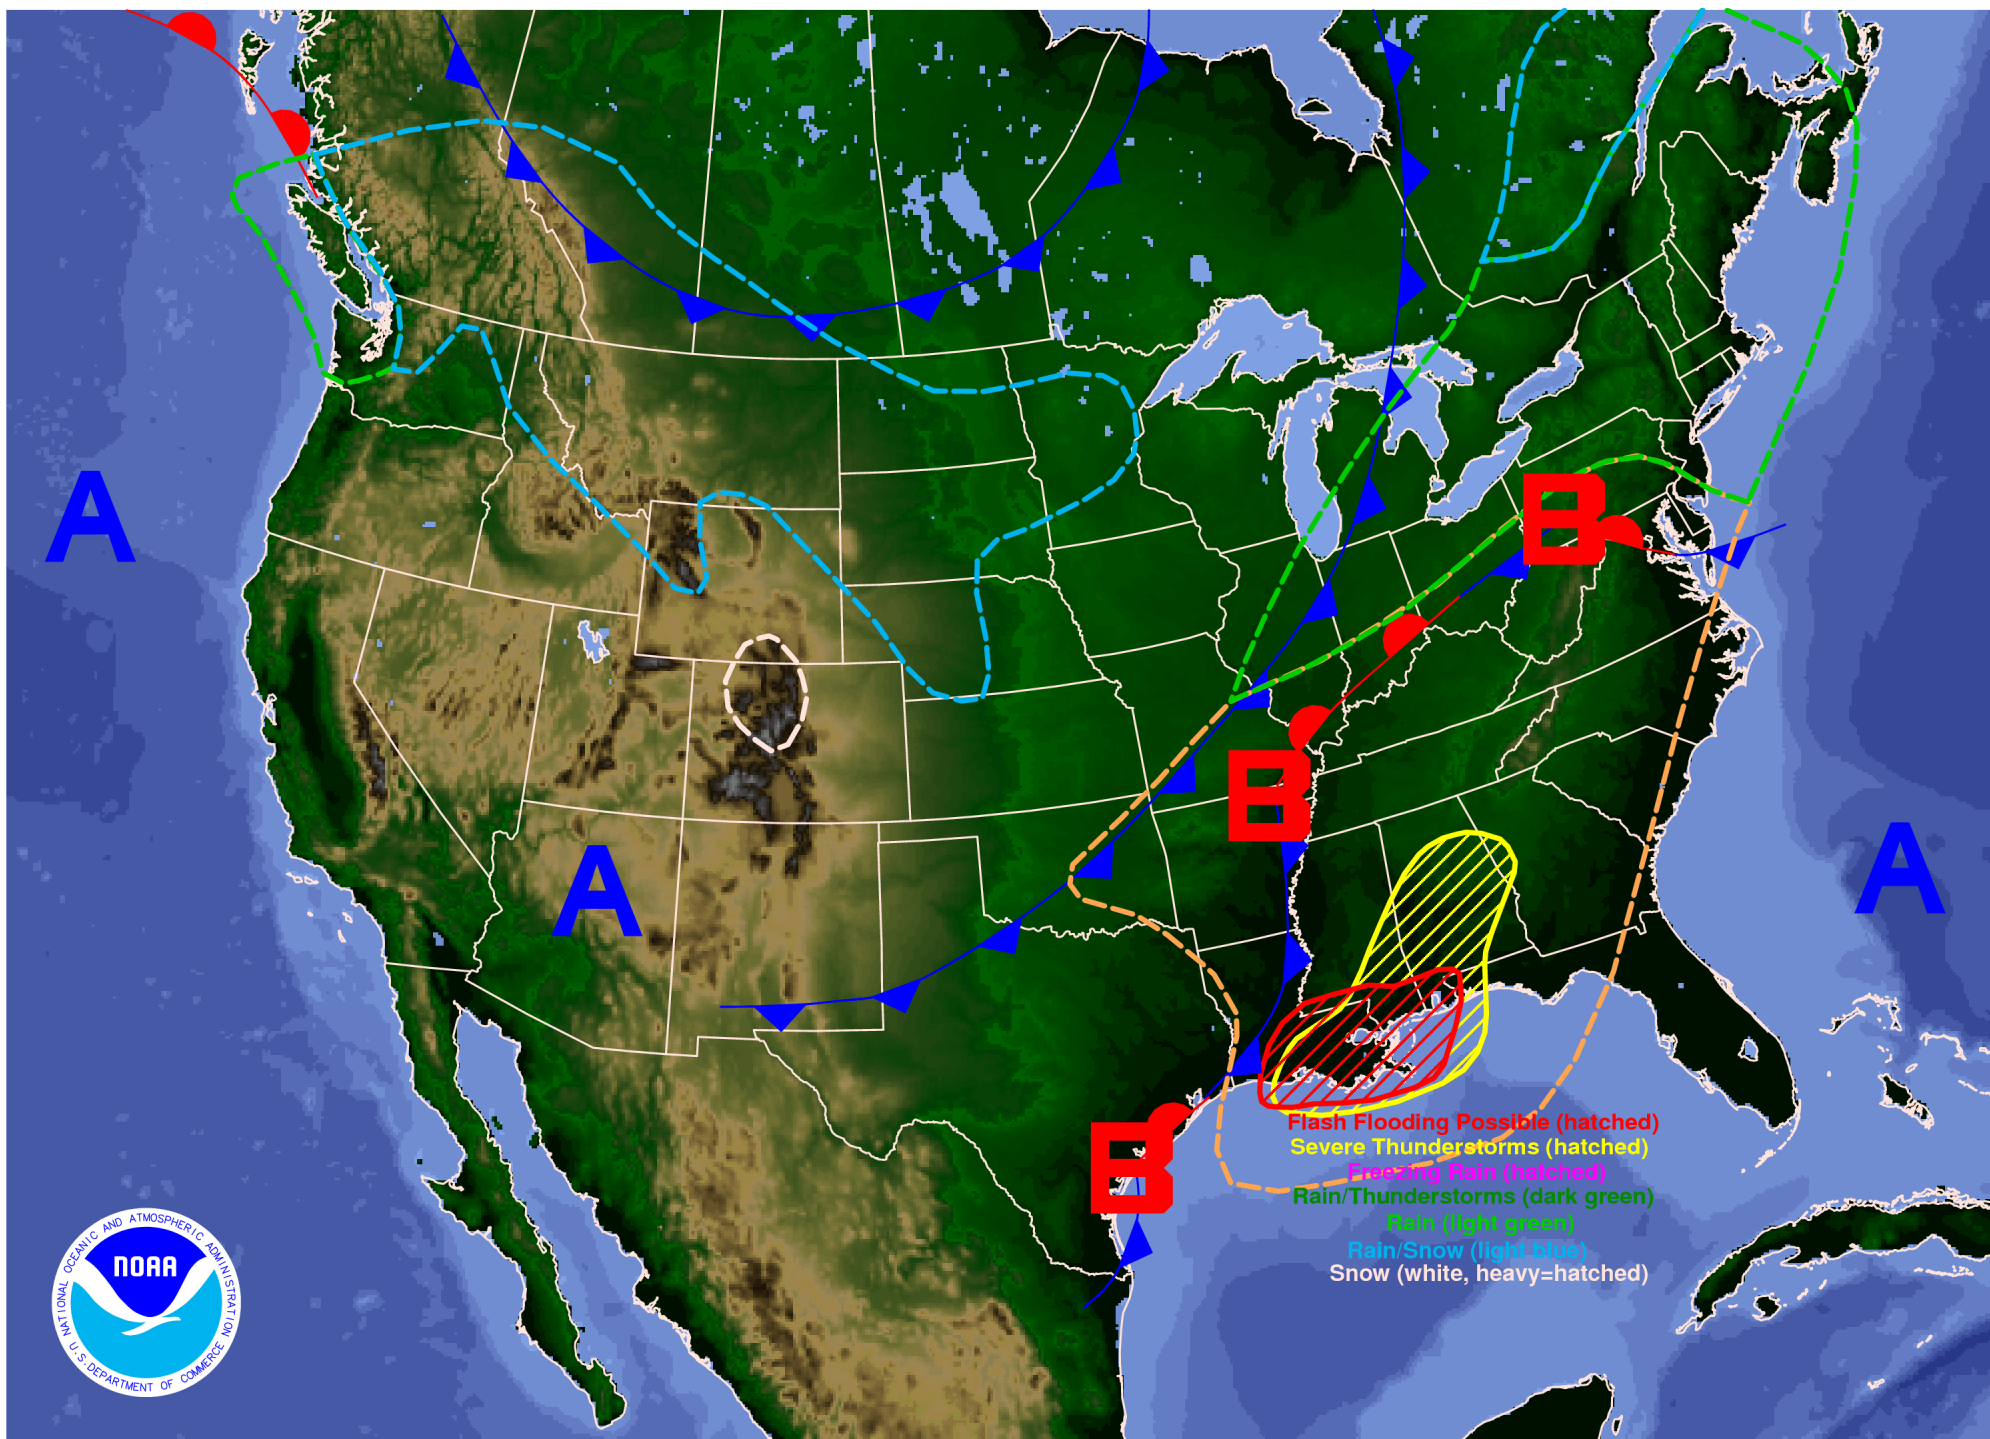 A
B
B
A
A
B
Flash Flooding Possible (hatched)
Severe Thunderstorms (hatched)
Freezing Rain (hatched)
Rain/Thunderstorms (dark green)
Rain (light green)
Rain/Snow (light blue)
Snow (white, heavy=hatched)
NATIONAL OCEANIC AND ATMOSPHERIC ADMINISTRATION
NOAA
U.S. DEPARTMENT OF COMMERCE